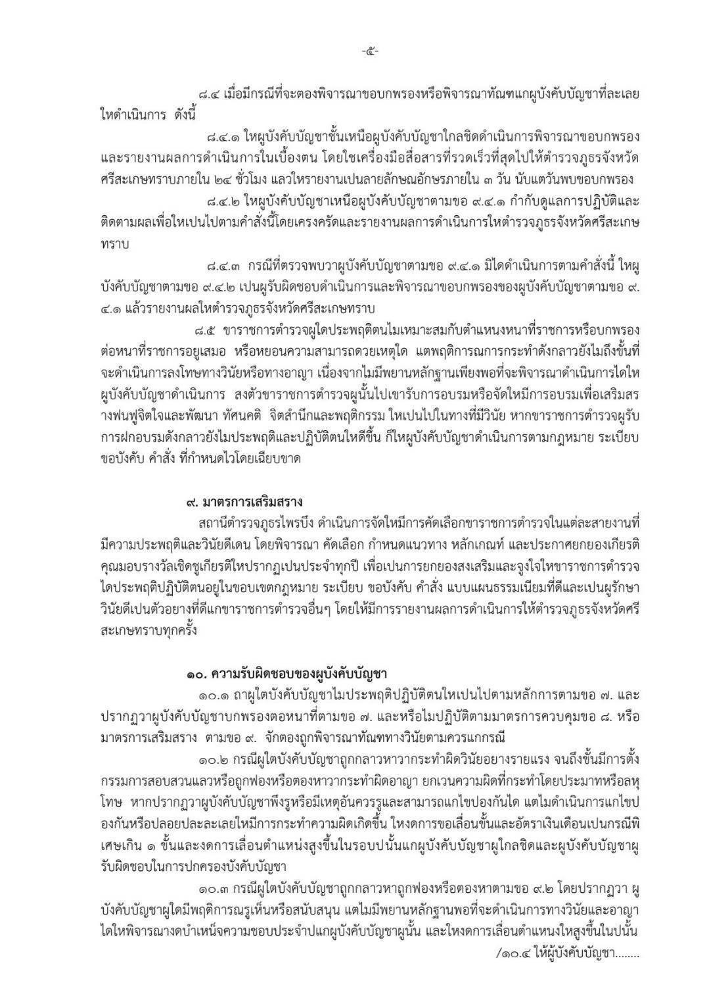 -๕-
๘.๔ เมื่อมีกรณีที่จะตองพิจารณาขอบกพรองหรือพิจารณาทัณฑแกผูบังคับบัญชาที่ละเลย
ใหดำเนินการ ดังนี้
๘.๔.๑ ใหผูบังคับบัญชาชั้นเหนือผูบังคับบัญชาใกลชิดดำเนินการพิจารณาขอบกพรอง
และรายงานผลการดำเนินการในเบื้องตน โดยใชเครื่องมือสื่อสารที่รวดเร็วที่สุดไปให้ตำรวจภูธรจังหวัด
ศรีสะเกษทราบภายใน ๒๔ ชั่วโมง แลวใหรายงานเปนลายลักษณอักษรภายใน ๓ วัน นับแตวันพบขอบกพรอง
๘.๔.๒ ใหผูบังคับบัญชาเหนือผูบังคับบัญชาตามขอ ๙.๔.๑ กำกับดูแลการปฏิบัติและ
ติดตามผลเพื่อใหเปนไปตามคำสั่งนี้โดยเครงครัดและรายงานผลการดำเนินการใหตำรวจภูธรจังหวัดศรีสะเกษ
ทราบ
๘.๔.๓ กรณีที่ตรวจพบวาผูบังคับบัญชาตามขอ ๙.๔.๑ มิไดดำเนินการตามคำสั่งนี้ ใหผู
บังคับบัญชาตามขอ ๙.๔.๒ เปนผูรับผิดชอบดำเนินการและพิจารณาขอบกพรองของผูบังคับบัญชาตามขอ ๙.
๔.๑ แล้วรายงานผลใหตำรวจภูธรจังหวัดศรีสะเกษทราบ
๘.๕ ขาราชการตำรวจผูใดประพฤติตนไมเหมาะสมกับตำแหนงหนาที่ราชการหรือบกพรอง
ต่อหนาที่ราชการอยูเสมอ หรือหยอนความสามารถดวยเหตุใด แตพฤติการณการกระทำดังกลาวยังไมถึงขั้นที่
จะดำเนินการลงโทษทางวินัยหรือทางอาญา เนื่องจากไมมีพยานหลักฐานเพียงพอที่จะพิจารณาดำเนินการไดให
ผูบังคับบัญชาดำเนินการ สงตัวขาราชการตำรวจผูนั้นไปเขารับการอบรมหรือจัดใหมีการอบรมเพื่อเสริมสร
างฟนฟูจิตใจและพัฒนา ทัศนคติ จิตสำนึกและพฤติกรรม ใหเปนไปในทางที่มีวินัย หากขาราชการตำรวจผูรับ
การฝกอบรมดังกลาวยังไมประพฤติและปฏิบัติตนใหดีขึ้น ก็ใหผูบังคับบัญชาดำเนินการตามกฎหมาย ระเบียบ
ขอบังคับ คำสั่ง ที่กำหนดไวโดยเฉียบขาด
๙. มาตรการเสริมสราง
สถานีตำรวจภูธรไพรบึง ดำเนินการจัดใหมีการคัดเลือกขาราชการตำรวจในแต่ละสายงานที่
มีความประพฤติและวินัยดีเดน โดยพิจารณา คัดเลือก กำหนดแนวทาง หลักเกณท์ และประกาศยกยองเกียรติ
คุณมอบรางวัลเชิดชูเกียรติใหปรากฏเปนประจำทุกปี เพื่อเปนการยกยองสงเสริมและจูงใจใหขาราชการตำรวจ
ไดประพฤติปฏิบัติตนอยูในขอบเขตกฎหมาย ระเบียบ ขอบังคับ คำสั่ง แบบแผนธรรมเนียมที่ดีและเปนผูรักษา
วินัยดีเปนตัวอย่างที่ดีแกขาราชการตำรวจอื่นๆ โดยให้มีการรายงานผลการดำเนินการให้ตำรวจภูธรจังหวัดศรี
สะเกษทราบทุกครั้ง
๑๐. ความรับผิดชอบของผูบังคับบัญชา
๑๐.๑ ถาผูใตบังคับบัญชาไมประพฤติปฏิบัติตนใหเปนไปตามหลักการตามขอ ๗. และ
ปรากฏวาผูบังคับบัญชาบกพรองตอหนาที่ตามขอ ๗. และหรือไมปฏิบัติตามมาตรการควบคุมขอ ๘. หรือ
มาตรการเสริมสราง ตามขอ ๙. จักตองถูกพิจารณาทัณฑทางวินัยตามควรแกกรณี
๑๐.๒ กรณีผูใตบังคับบัญชาถูกกลาวหาวากระทำผิดวินัยอยางรายแรง จนถึงขั้นมีการตั้ง
กรรมการสอบสวนแลวหรือถูกฟองหรือตองหาวากระทำผิดอาญา ยกเวนความผิดที่กระทำโดยประมาทหรือลหุ
โทษ หากปรากฏวาผูบังคับบัญชาพึงรูหรือมีเหตุอันควรรูและสามารถแกไขปองกันได แตไมดำเนินการแกไขป
องกันหรือปลอยปละละเลยใหมีการกระทำความผิดเกิดขึ้น ใหงดการขอเลื่อนขั้นและอัตราเงินเดือนเปนกรณีพิ
เศษเกิน ๑ ขั้นและงดการเลื่อนตำแหน่งสูงขึ้นในรอบปนั้นแกผูบังคับบัญชาผูใกลชิดและผูบังคับบัญชาผู
รับผิดชอบในการปกครองบังคับบัญชา
๑๐.๓ กรณีผูใตบังคับบัญชาถูกกลาวหาถูกฟองหรือตองหาตามขอ ๙.๒ โดยปรากฏวา ผู
บังคับบัญชาผูใดมีพฤติการณรูเห็นหรือสนับสนุน แตไมมีพยานหลักฐานพอที่จะดำเนินการทางวินัยและอาญา
ไดใหพิจารณางดบำเหน็จความชอบประจำปแกผูบังคับบัญชาผูนั้น และใหงดการเลื่อนตำแหนงใหสูงขึ้นในปนั้น
/๑๐.๔ ให้ผู้บังคับบัญชา........